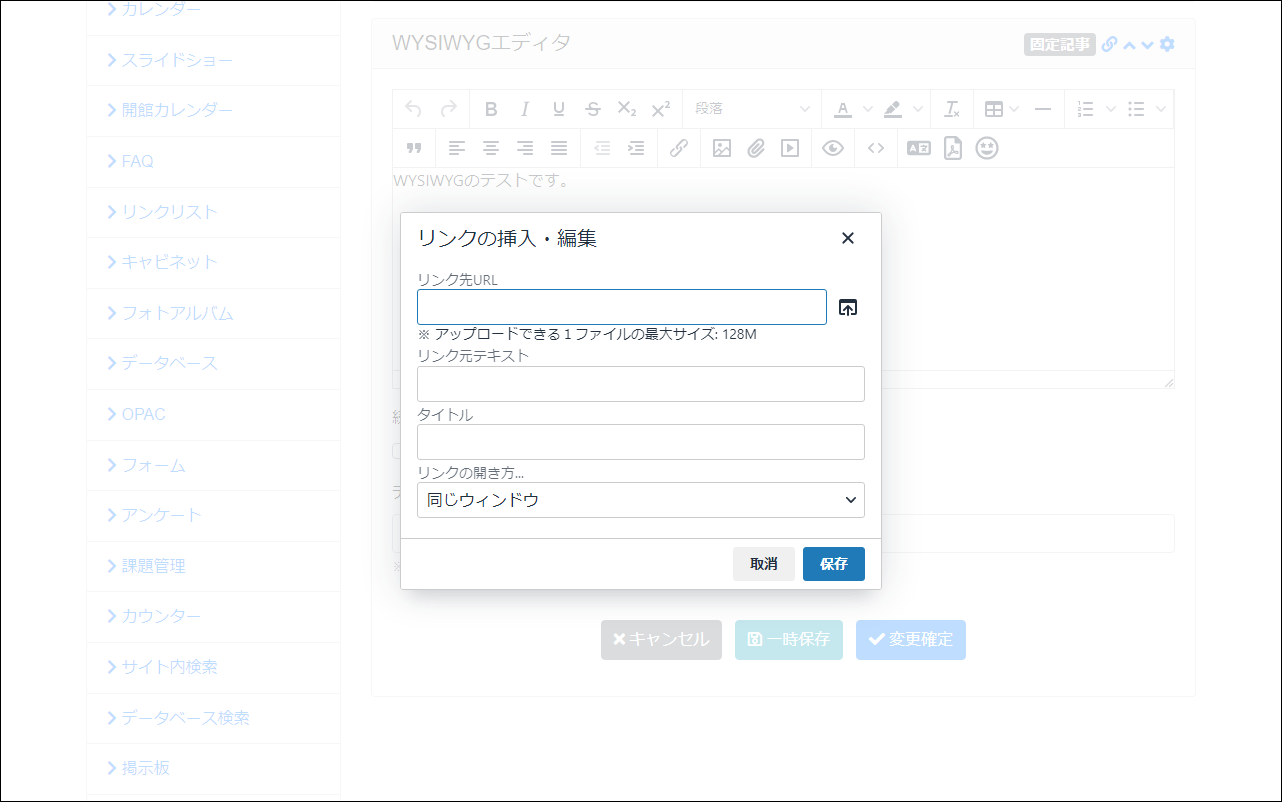 カレンダー
スライドショー
開館カレンダー
FAQ
リンクリスト
キャビネット
フォトアルバム
データベース
OPAC
フォーム
アンケート
課題管理
カウンター
サイト内検索
データベース検索
掲示板
WYSIWYGエディタ
固定記事
段落
WYSIWYGのテストです。
リンクの挿入・編集
リンク先URL
※ アップロードできる１ファイルの最大サイズ: 128M
リンク元テキスト
タイトル
リンクの開き方...
同じウィンドウ
取消
保存
キャンセル
一時保存
変更確定